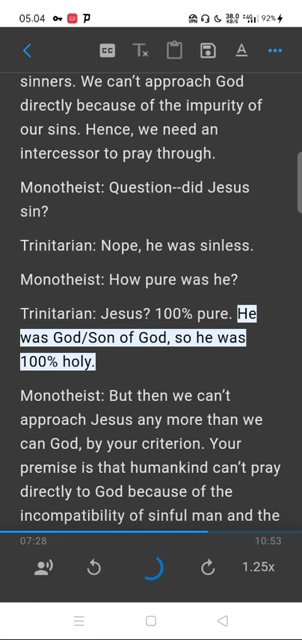 05.04
38.0
KB/S
92%
CC
A
sinners. We can’t approach God
directly because of the impurity of
our sins. Hence, we need an
intercessor to pray through.
Monotheist: Question--did Jesus
sin?
Trinitarian: Nope, he was sinless.
Monotheist: How pure was he?
Trinitarian: Jesus? 100% pure. He
was God/Son of God, so he was
100% holy.
Monotheist: But then we can’t
approach Jesus any more than we
can God, by your criterion. Your
premise is that humankind can’t pray
directly to God because of the
incompatibility of sinful man and the
07:28
10:53
1.25x